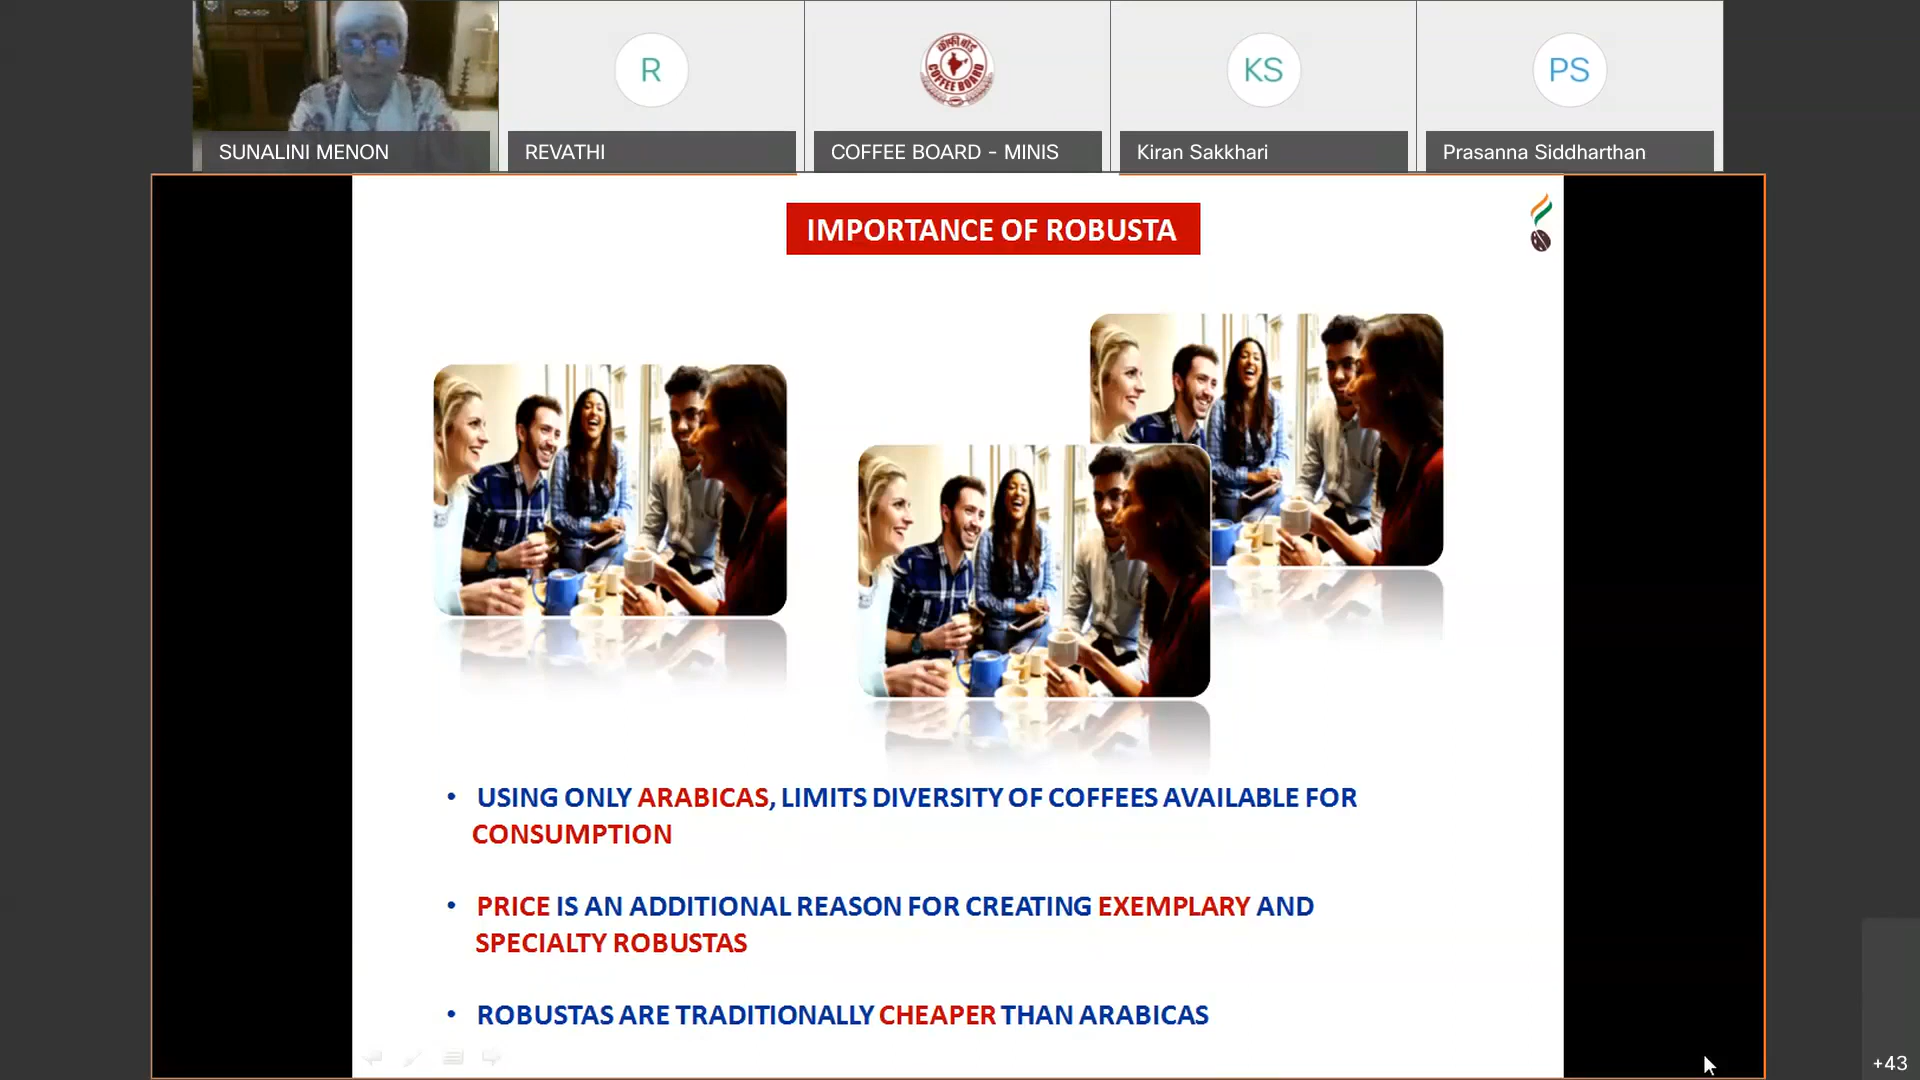 R
कॉफी बोर्ड
COFFEE BOARD
KS
PS
SUNALINI MENON
REVATHI
COFFEE BOARD - MINIS
Kiran Sakkhari
Prasanna Siddharthan
IMPORTANCE OF ROBUSTA
• USING ONLY ARABICAS, LIMITS DIVERSITY OF COFFEES AVAILABLE FOR
CONSUMPTION
• PRICE IS AN ADDITIONAL REASON FOR CREATING EXEMPLARY AND
SPECIALTY ROBUSTAS
• ROBUSTAS ARE TRADITIONALLY CHEAPER THAN ARABICAS
+43